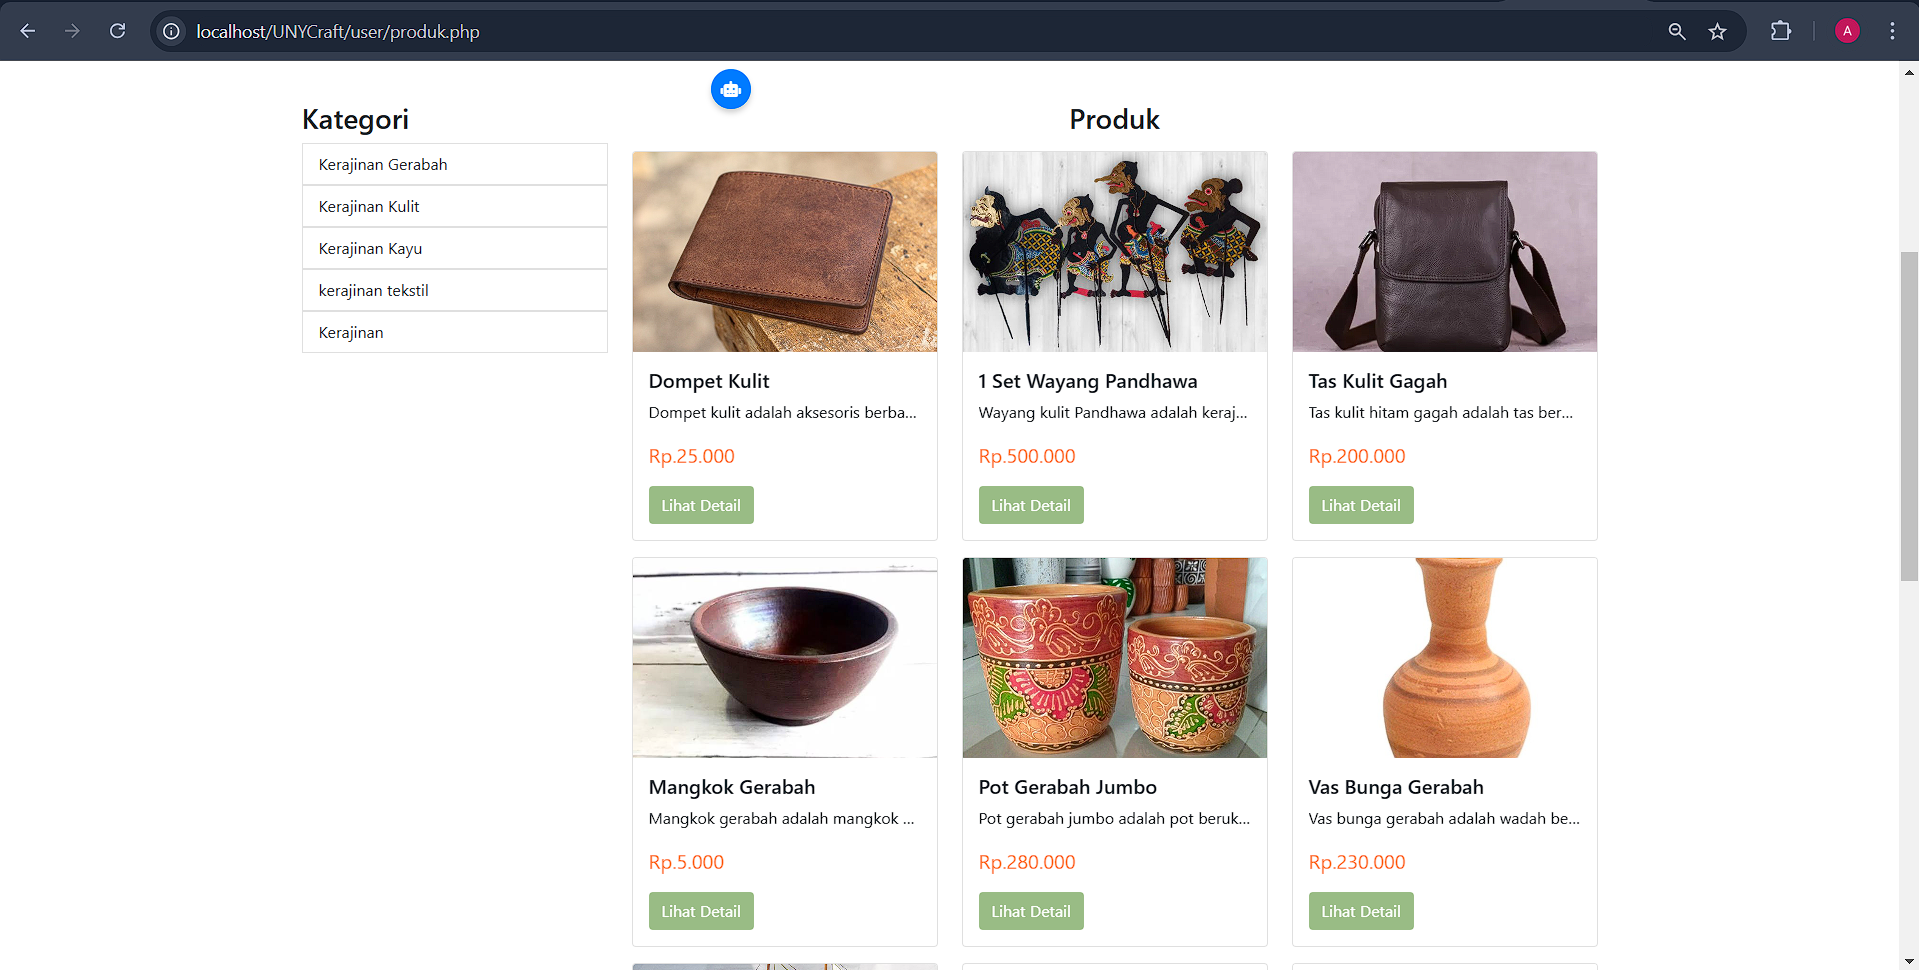 localhost/UNYCraft/user/produk.php
A
Kategori
Kerajinan Gerabah
Kerajinan Kulit
Kerajinan Kayu
kerajinan tekstil
Kerajinan
Produk
Dompet Kulit
Dompet kulit adalah aksesoris berba...
Rp.25.000
Lihat Detail
1 Set Wayang Pandhawa
Wayang kulit Pandhawa adalah keraj...
Rp.500.000
Lihat Detail
Tas Kulit Gagah
Tas kulit hitam gagah adalah tas ber...
Rp.200.000
Lihat Detail
Mangkok Gerabah
Mangkok gerabah adalah mangkok ...
Rp.5.000
Lihat Detail
Pot Gerabah Jumbo
Pot gerabah jumbo adalah pot beruk...
Rp.280.000
Lihat Detail
Vas Bunga Gerabah
Vas bunga gerabah adalah wadah be...
Rp.230.000
Lihat Detail